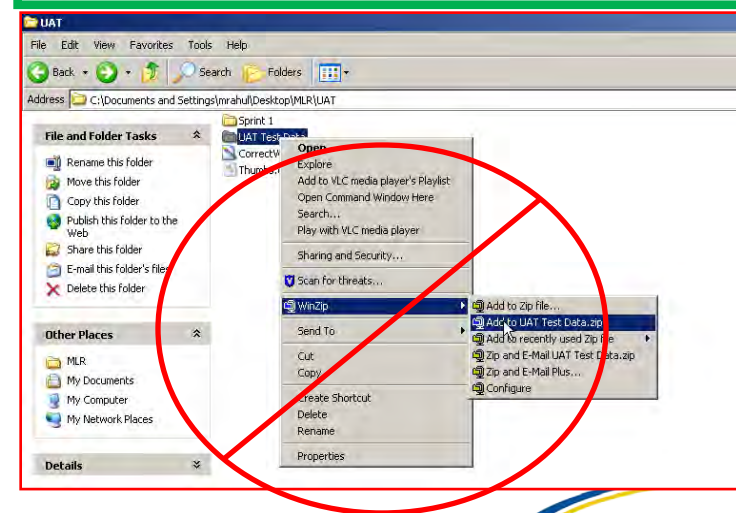 UAT
File Edit View Favorites Tools Help
Back Search Folders
Address C:\Documents and Settings\mrahul\Desktop\MLR\UAT
File and Folder Tasks
Rename this folder
Move this folder
Copy this folder
Publish this folder to the
Web
Share this folder
E-mail this folder's files
Delete this folder
Other Places
MLR
My Documents
My Computer
My Network Places
Details
Sprint 1
UAT Test Data
Open
Explore
Add to VLC media player's Playlist
Open Command Window Here
Search...
Play with VLC media player
Sharing and Security...
Scan for threats...
WinZip
Send To
Cut
Copy
Create Shortcut
Delete
Rename
Properties
Add to Zip file...
Add to UAT Test Data.zip
Add to recently used Zip file
Zip and E-Mail UAT Test Data.zip
Zip and E-Mail Plus...
Configure